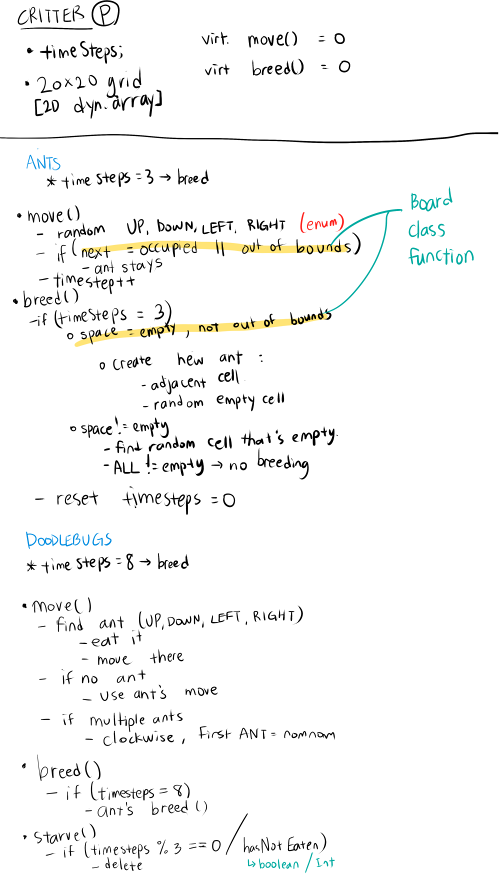 CRITTER P
• timeSteps;
virt. move() = 0
• 20x20 grid
virt breed() = 0
[20 dyn. array]
ANTS
* time steps = 3 → breed
• move()
- random UP, DOWN, LEFT, RIGHT (enum)
- if (next = occupied || out of bounds)
- ant stays
- timestep++
Board
class
function
• breed()
- if (timeSteps = 3)
o space = empty, not out of bounds
o Create new ant :
- adjacent cell
- random empty cell
o space != empty
- find random cell that's empty.
- ALL != empty → no breeding
- reset timesteps = 0
DOODLEBUGS
* time steps = 8 → breed
• move()
- find ant (UP, DOWN, LEFT, RIGHT)
- eat it
- move there
- if no ant
- use ant's move
- if multiple ants
- clockwise, first ANT = nomnom
• breed()
- if (timesteps = 8)
- ant's breed()
• starve()
- if (timesteps % 3 == 0 / hasNotEaten)
- delete
↳ boolean / Int